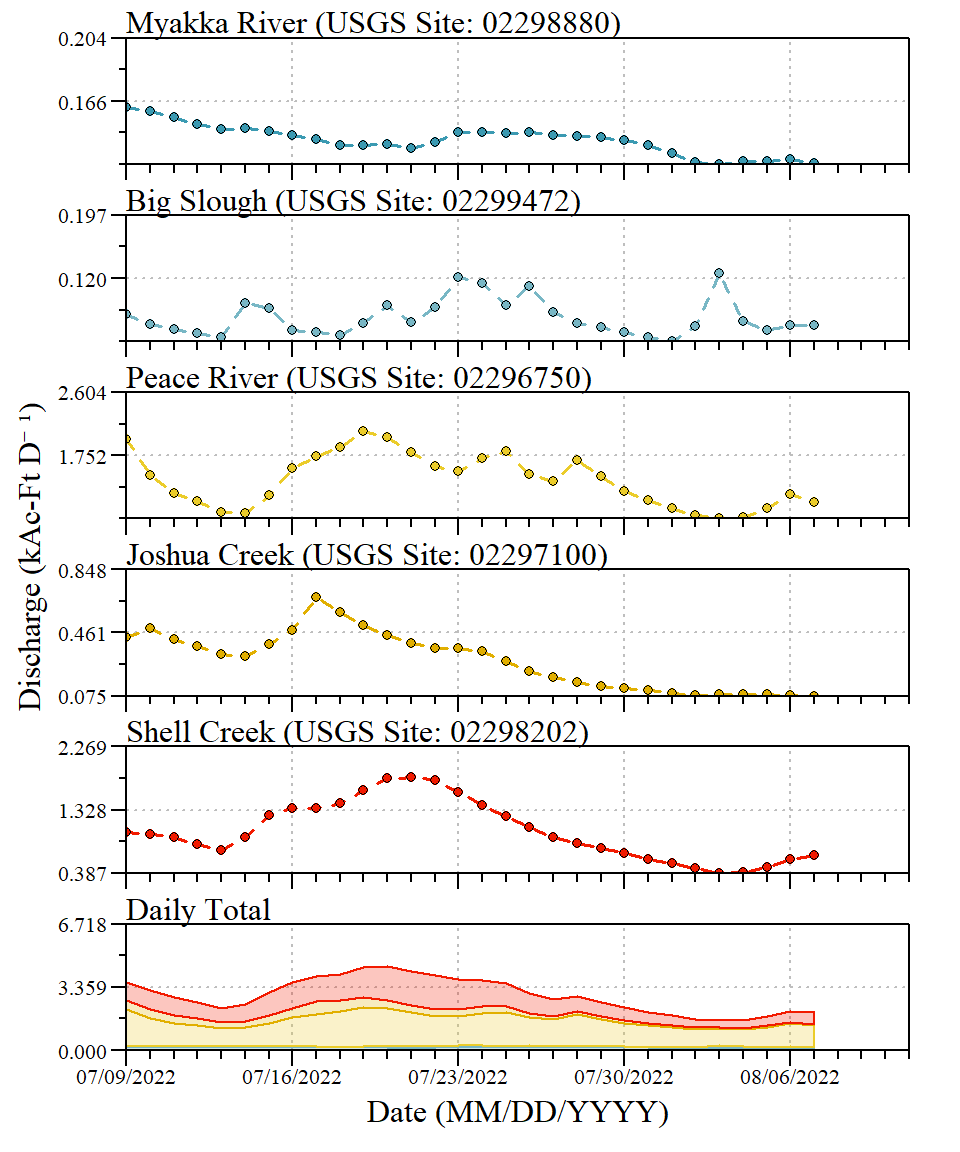 Myakka River (USGS Site: 02298880)
0.204
0.166
Big Slough (USGS Site: 02299472)
0.197
0.120
Peace River (USGS Site: 02296750)
2.604
1.752
Joshua Creek (USGS Site: 02297100)
0.848
0.461
0.075
Shell Creek (USGS Site: 02298202)
2.269
1.328
0.387
Daily Total
6.718
3.359
0.000
07/09/2022 07/16/2022 07/23/2022 07/30/2022 08/06/2022
Date (MM/DD/YYYY)
Discharge (kAc-Ft D⁻¹)